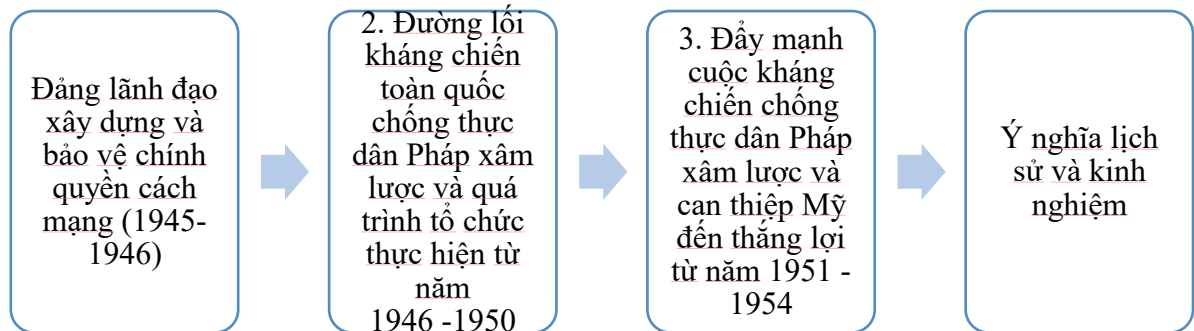 Đảng lãnh đạo
xây dựng và
bảo vệ chính
quyền cách
mạng (1945-
1946)
2. Đường lối
kháng chiến
toàn quốc
chống thực
dân Pháp xâm
lược và quá
trình tổ chức
thực hiện từ
năm
1946 -1950
3. Đẩy mạnh
cuộc kháng
chiến chống
thực dân Pháp
xâm lược và
can thiệp Mỹ
đến thắng lợi
từ năm 1951 -
1954
Ý nghĩa lịch
sử và kinh
nghiệm